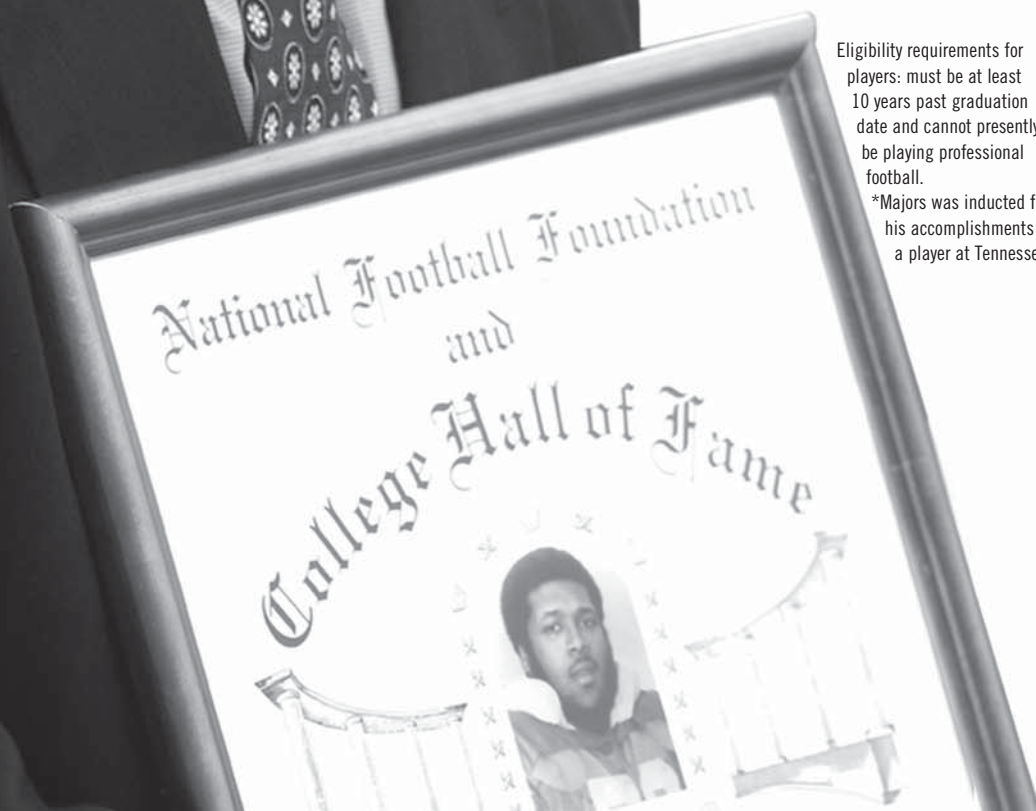 National Football Foundation
and
College Hall of Fame
Eligibility requirements for
players: must be at least
10 years past graduation
date and cannot presently
be playing professional
football.
*Majors was inducted
his accomplishments
a player at